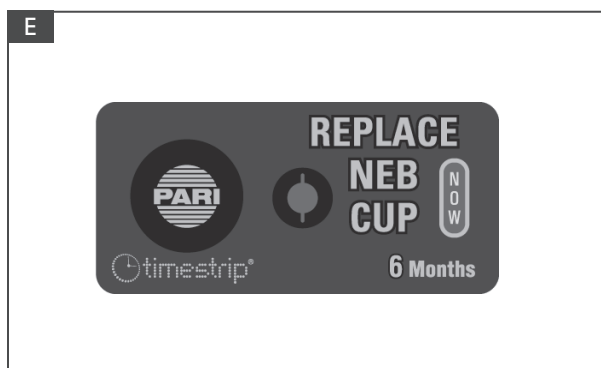 E
REPLACE
NEB
CUP
NOW
PARI
timestrip®
6 Months